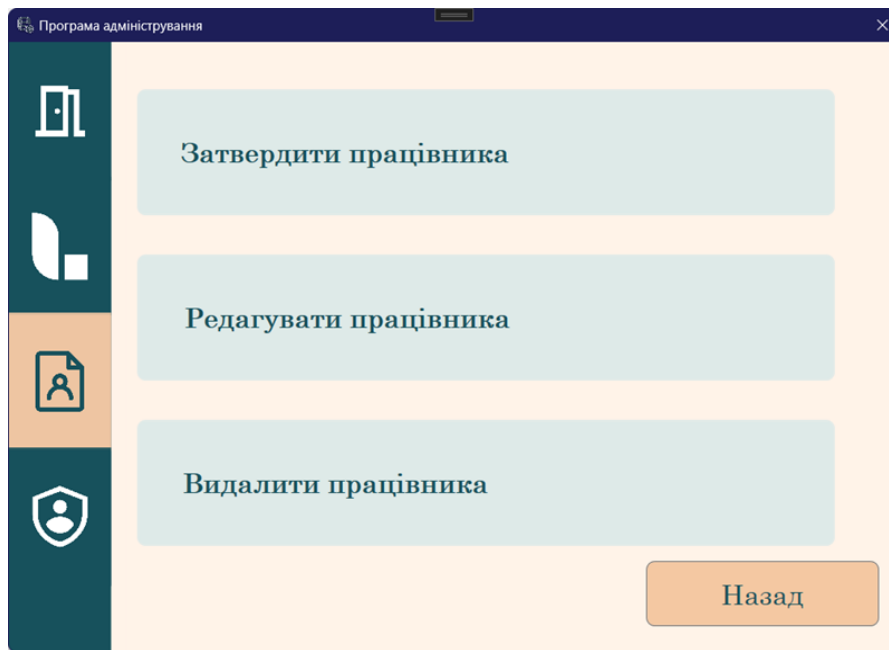 Програма адміністрування
Затвердити працівника
Редагувати працівника
Видалити працівника
Назад